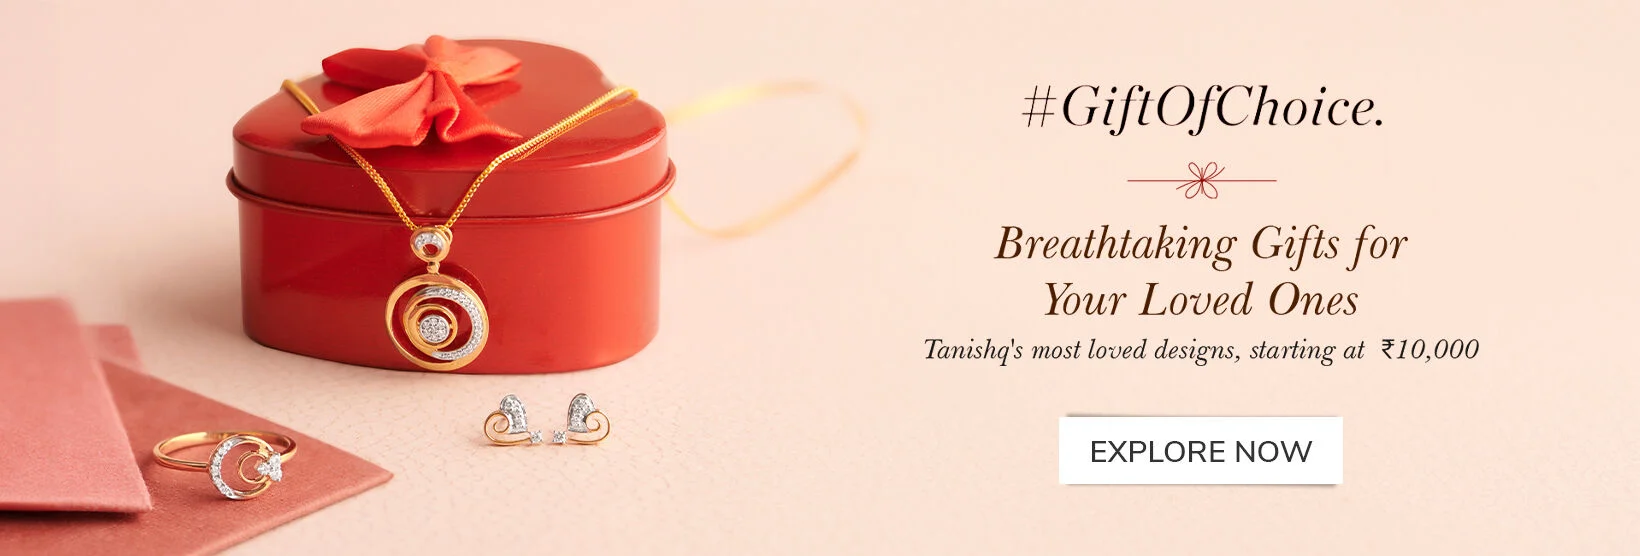 #GiftOfChoice.
Breathtaking Gifts for
Your Loved Ones
Tanishq's most loved designs, starting at ₹10,000
EXPLORE NOW